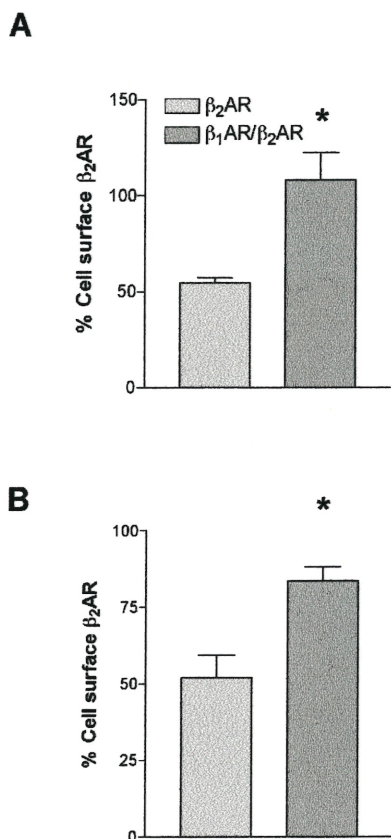 A
% Cell surface β₂AR
150
100
50
0
β₂AR
β₁AR/β₂AR
*
B
% Cell surface β₂AR
100
75
50
25
0
*